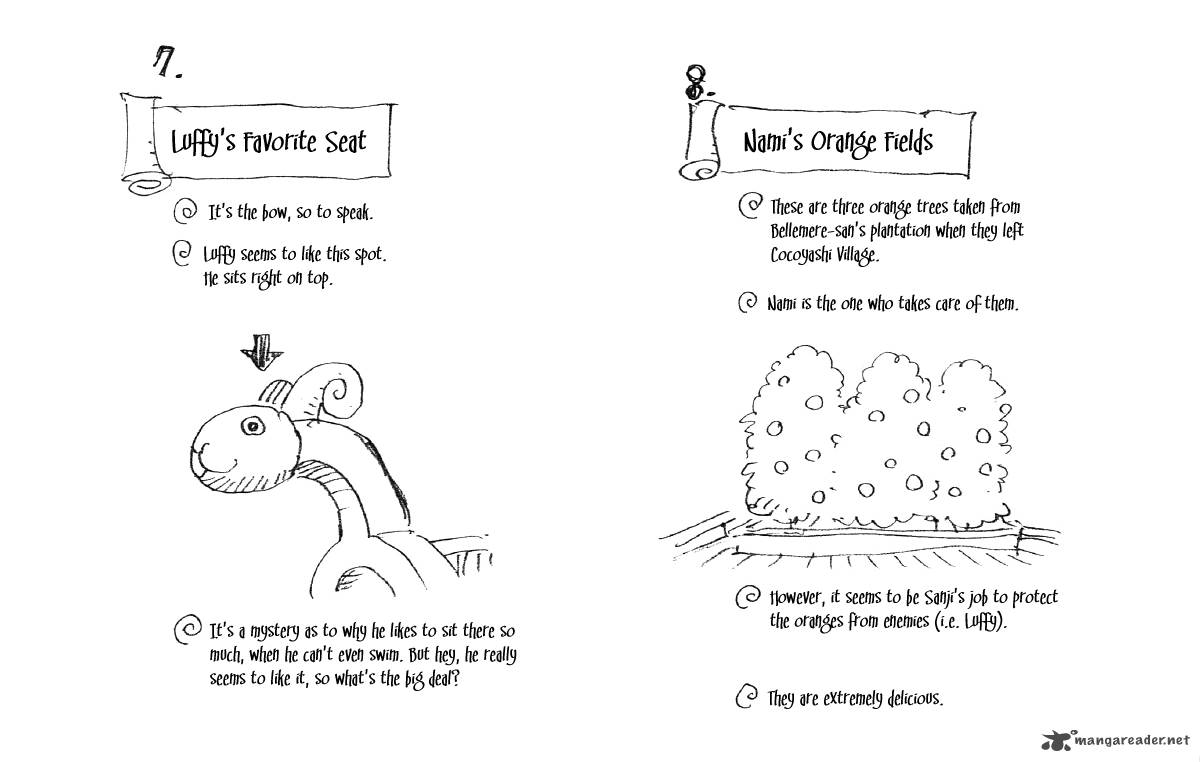 7.
Luffy's Favorite Seat
It's the bow, so to speak.
Luffy seems to like this spot.
He sits right on top.
It's a mystery as to why he likes to sit there so
much, when he can't even swim. But hey, he really
seems to like it, so what's the big deal?
8.
Nami's Orange Fields
These are three orange trees taken from
Bellemere-san's plantation when they left
Cocoyashi Village.
Nami is the one who takes care of them.
However, it seems to be Sanji's job to protect
the oranges from enemies (i.e. Luffy).
They are extremely delicious.
mangareader.net